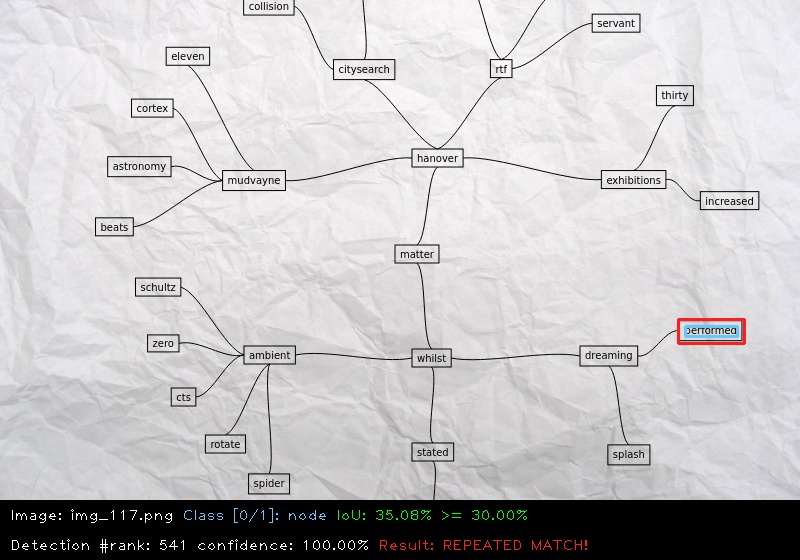 collision
servant
eleven
citysearch
rtf
thirty
cortex
hanover
astronomy
mudvayne
exhibitions
increased
beats
matter
schultz
performed
zero
ambient
whilst
dreaming
cts
rotate
stated
splash
spider
Image: img_117.png Class [0/1]: node IoU: 35.08% >= 30.00%
Detection #rank: 541 confidence: 100.00% Result: REPEATED MATCH!